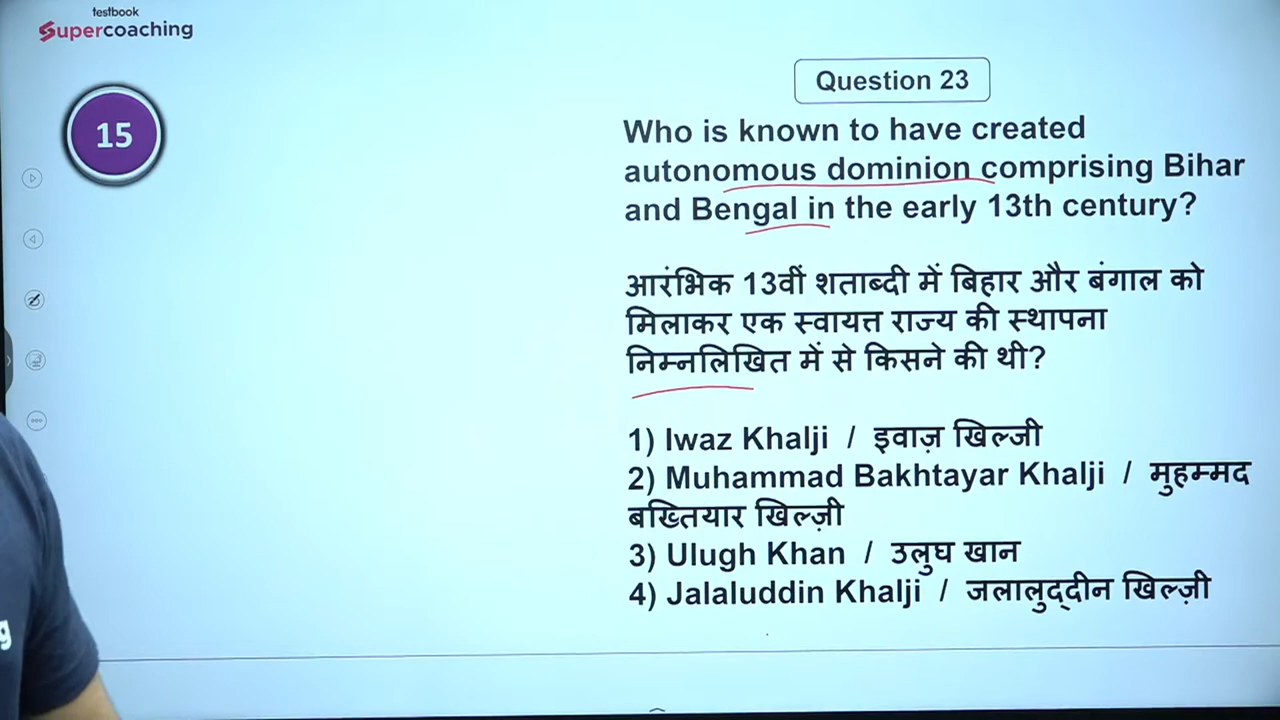 testbook
Supercoaching
15
Question 23
Who is known to have created
autonomous dominion comprising Bihar
and Bengal in the early 13th century?
आरंभिक 13वीं शताब्दी में बिहार और बंगाल को
मिलाकर एक स्वायत्त राज्य की स्थापना
निम्नलिखित में से किसने की थी?
1) Iwaz Khalji / इवाज़ खिल्जी
2) Muhammad Bakhtayar Khalji / मुहम्मद
बख्तियार खिल्ज़ी
3) Ulugh Khan / उलुघ खान
4) Jalaluddin Khalji / जलालुद्दीन खिल्ज़ी
g